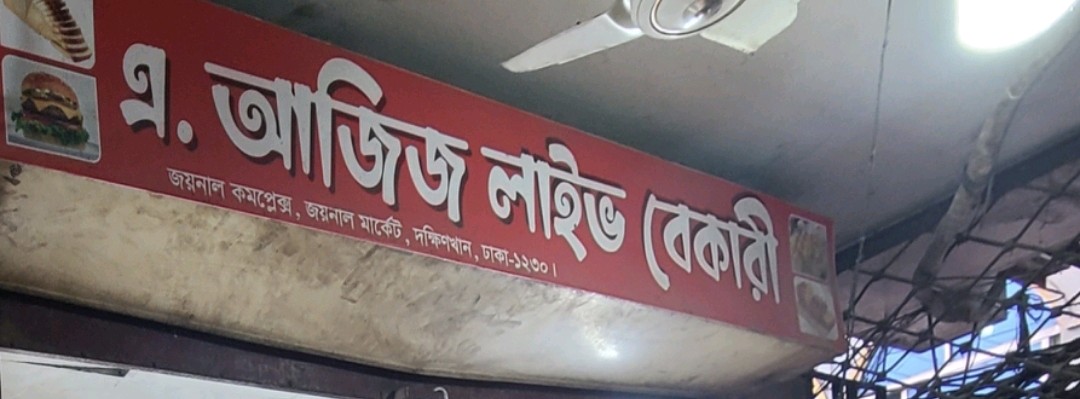 এ. আজিজ লাইভ বেকারী
জয়নাল কমপ্লেক্স, জয়নাল মার্কেট, দক্ষিণখান, ঢাকা-১২৩০।